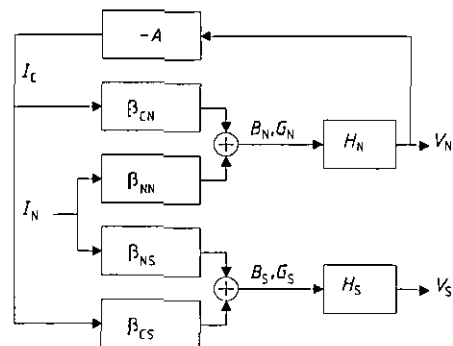 −A
I_C
β_CN
B_N,G_N
H_N
V_N
β_NN
I_N
β_NS
B_S,G_S
H_S
V_S
β_CS